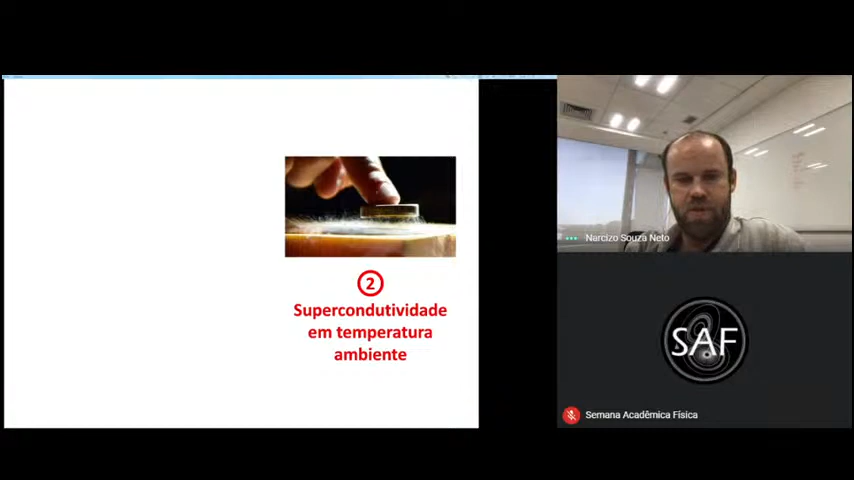 2
Supercondutividade
em temperatura
ambiente
Narcizo Souza Neto
SAF
Semana Acadêmica Física